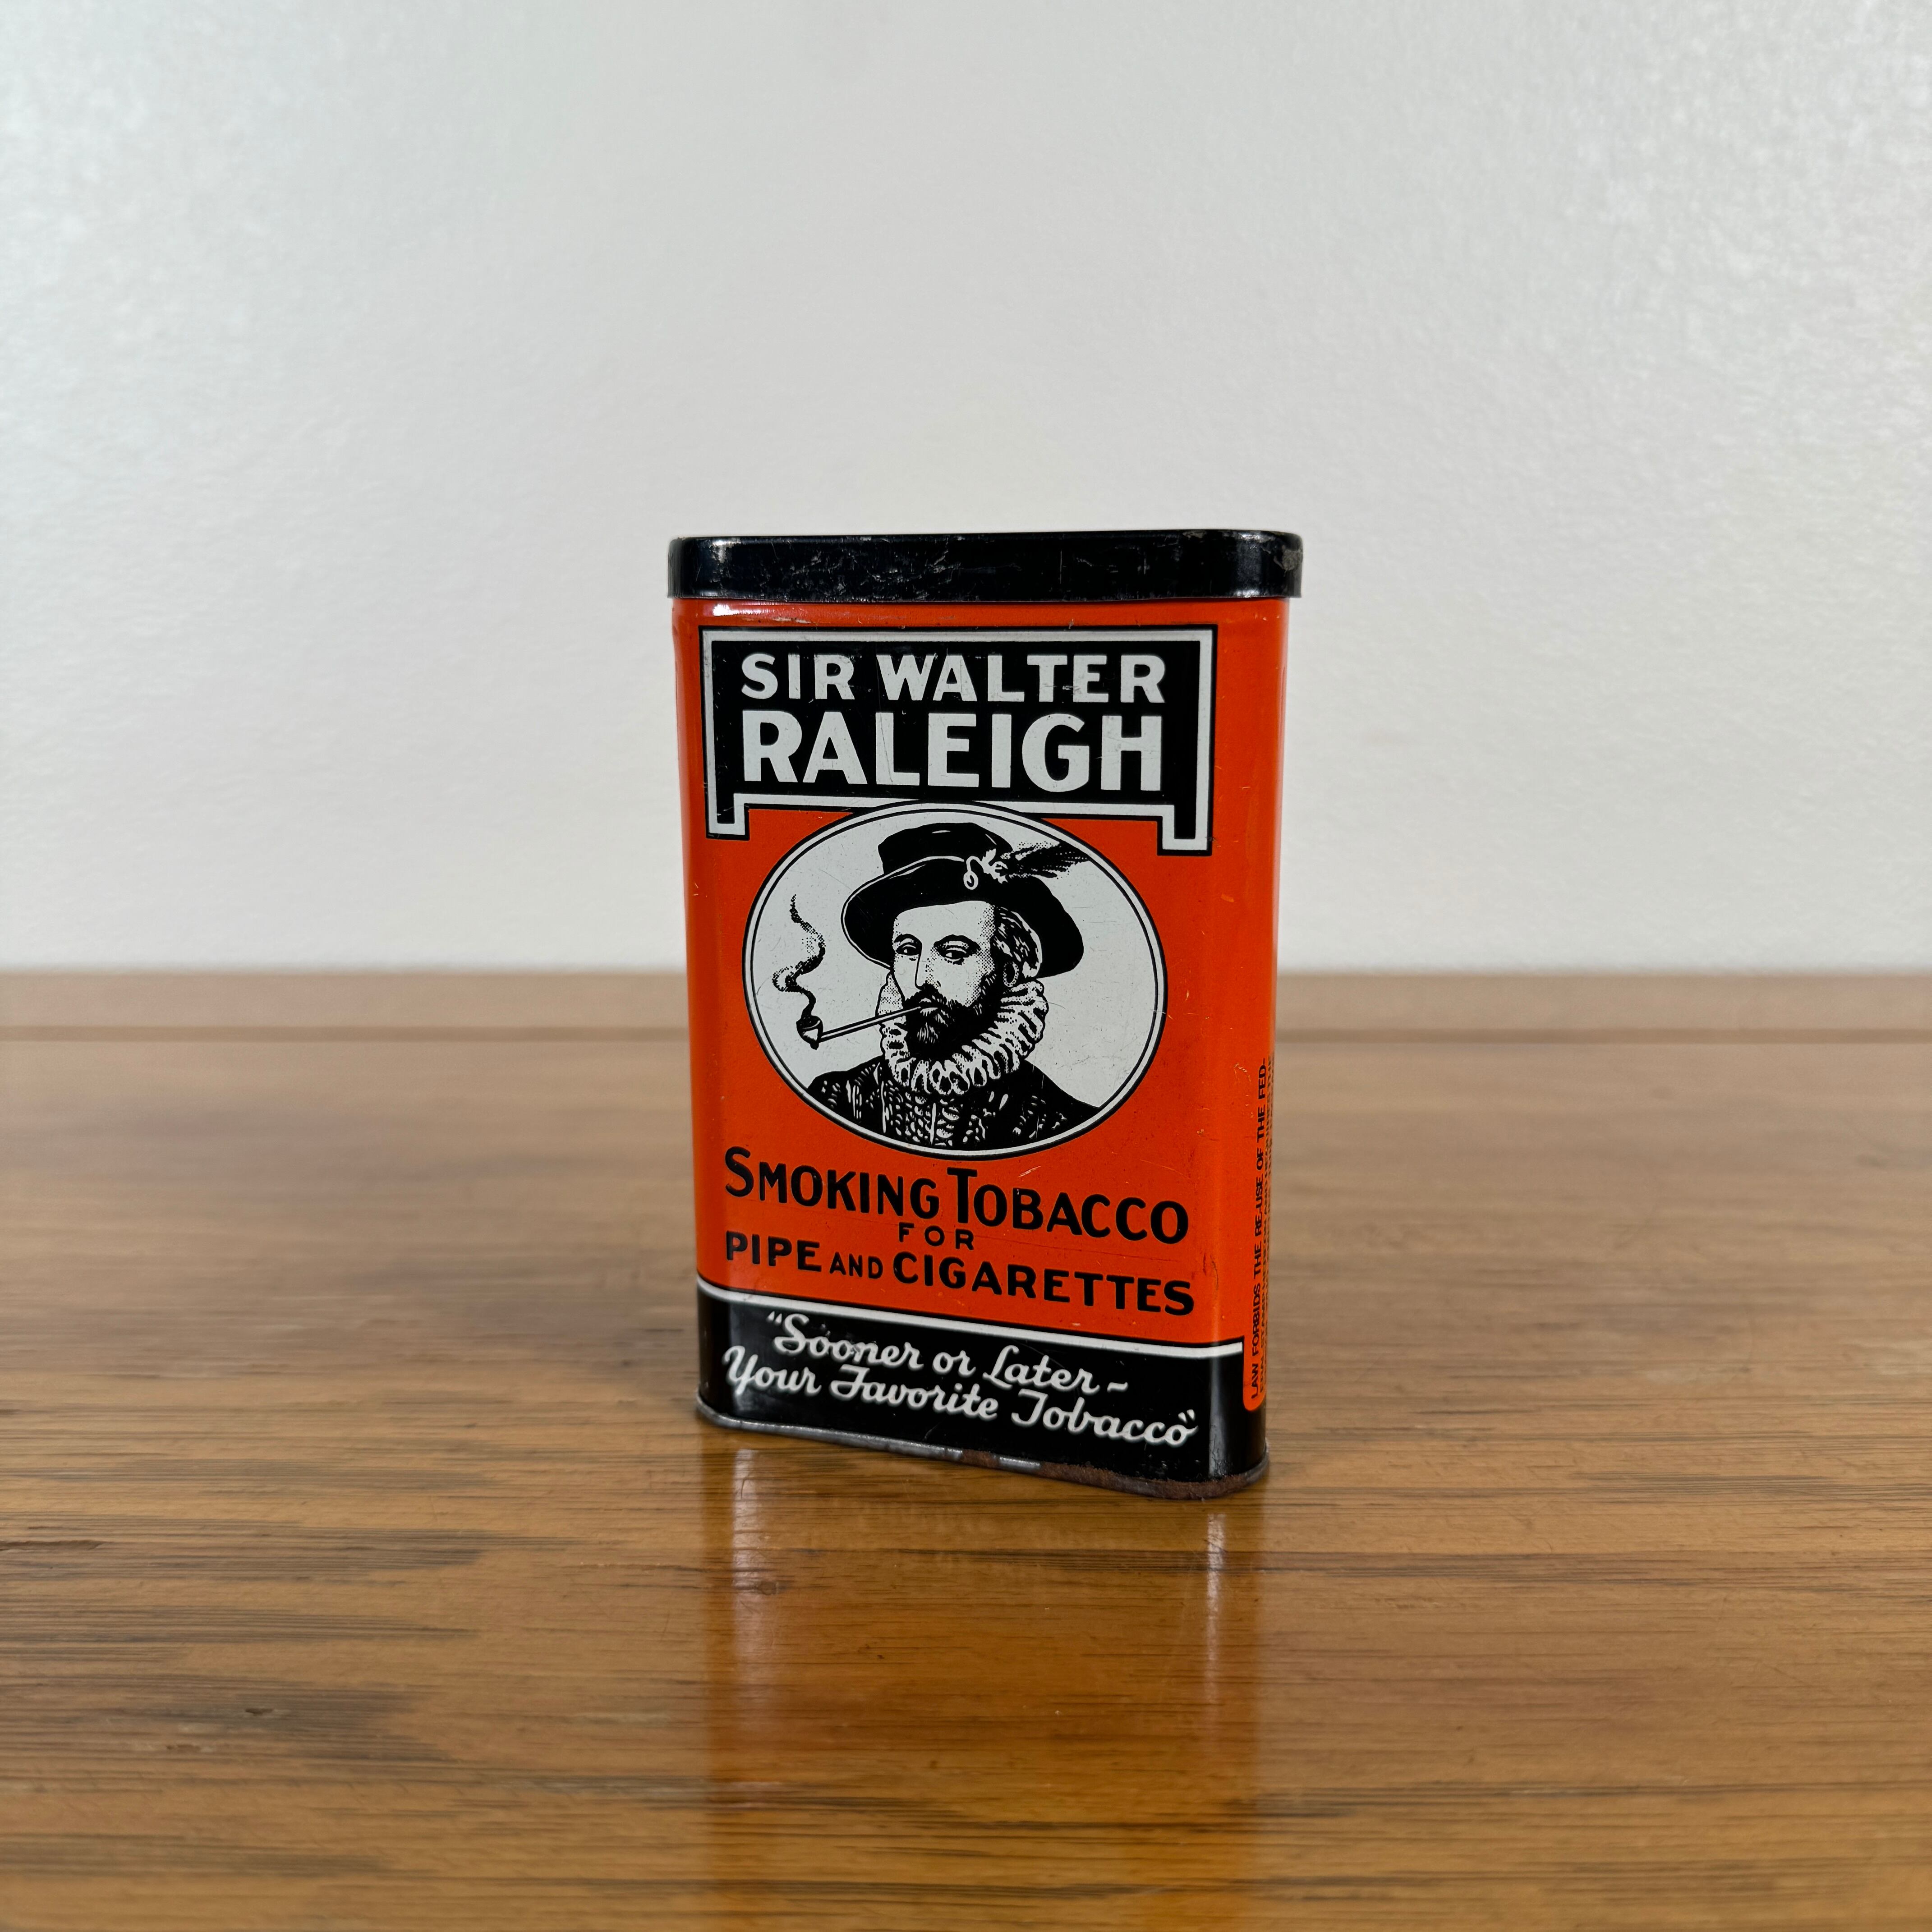 SIR WALTER
RALEIGH
SMOKING TOBACCO
FOR
PIPE AND CIGARETTES
"Sooner or Later~
Your Favorite Tobacco"
LAW FORBIDS THE RE-USE OF THE FED-